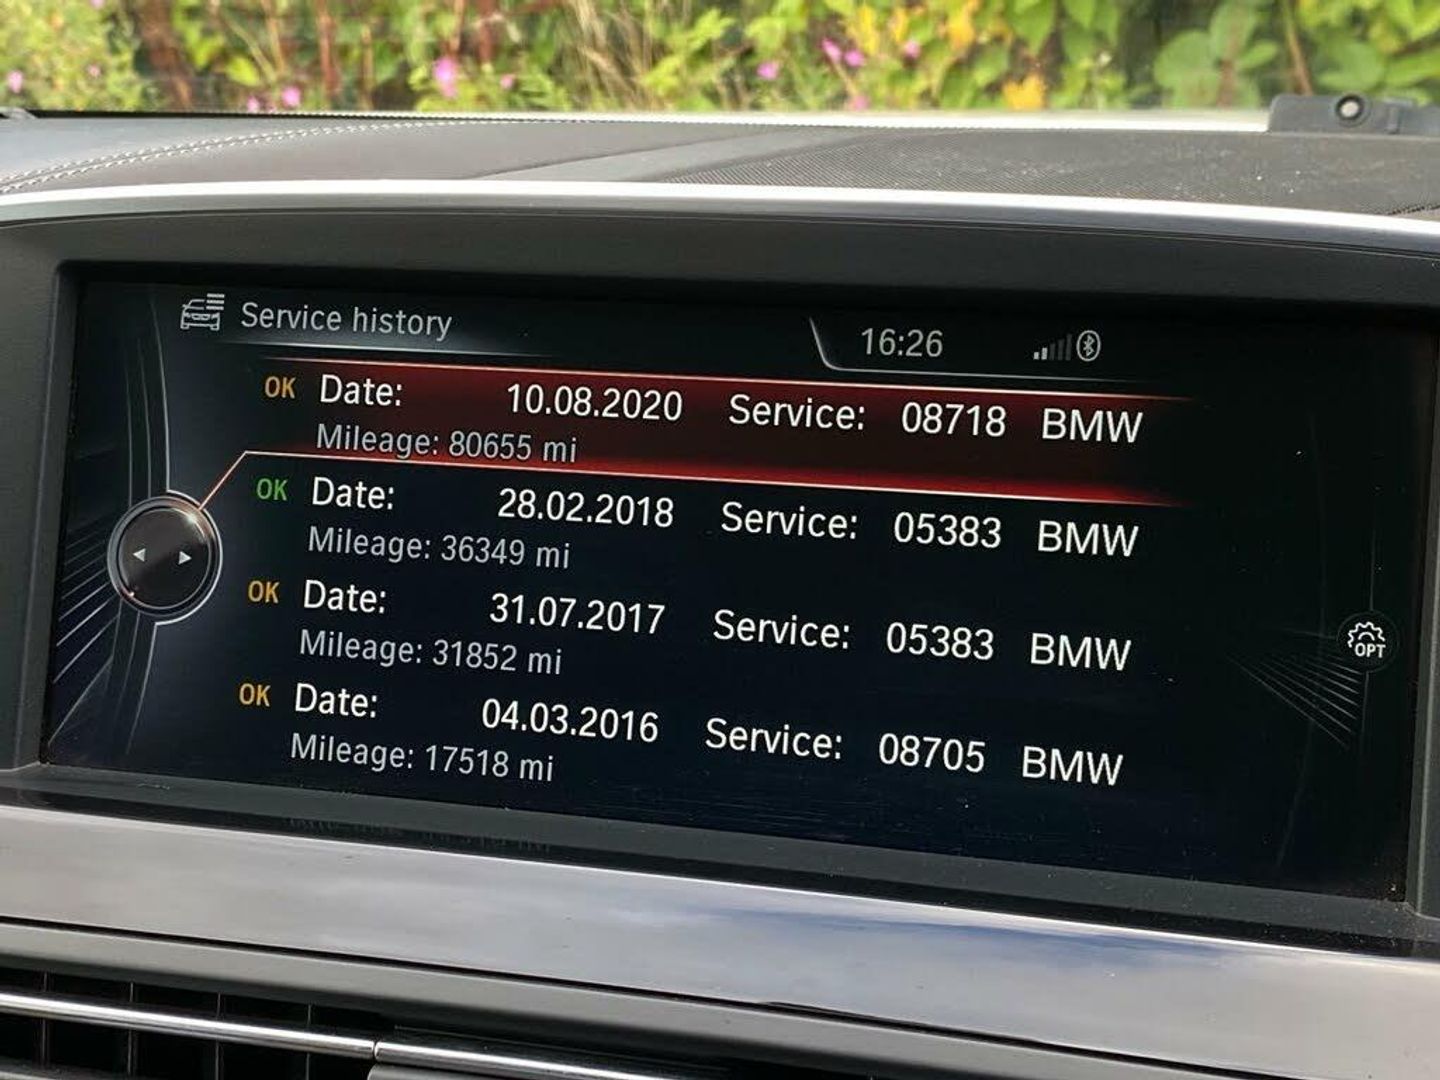 Service history 16:26
OK Date: 10.08.2020 Service: 08718 BMW
Mileage: 80655 mi
OK Date: 28.02.2018 Service: 05383 BMW
Mileage: 36349 mi
OK Date: 31.07.2017 Service: 05383 BMW
Mileage: 31852 mi
OK Date: 04.03.2016 Service: 08705 BMW
Mileage: 17518 mi
OPT